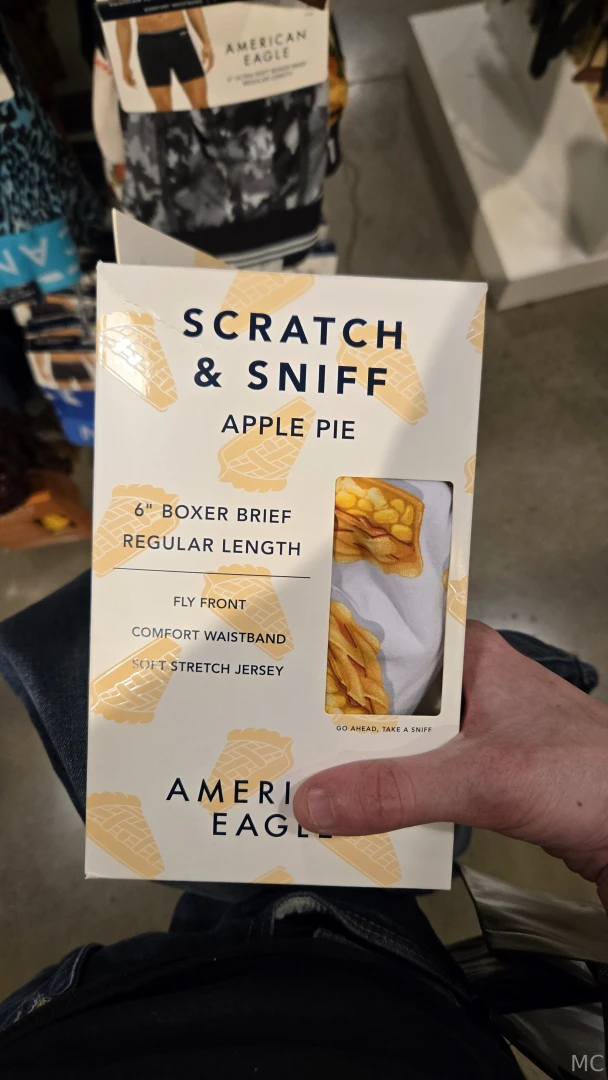 AMERICAN
EAGLE
SCRATCH
& SNIFF
APPLE PIE
6" BOXER BRIEF
REGULAR LENGTH
FLY FRONT
COMFORT WAISTBAND
SOFT STRETCH JERSEY
GO AHEAD, TAKE A SNIFF
AMERI
EAGLE
MC